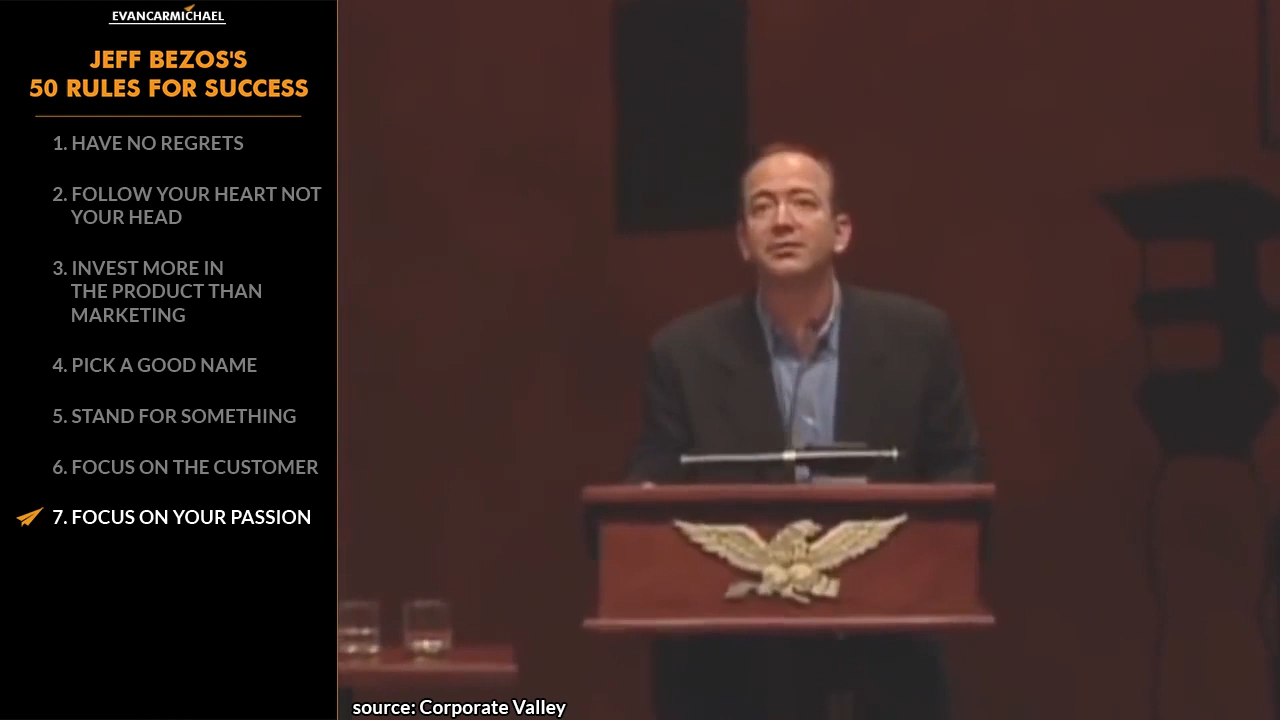 EVANCARMICHAEL
JEFF BEZOS'S
50 RULES FOR SUCCESS
1. HAVE NO REGRETS
2. FOLLOW YOUR HEART NOT
YOUR HEAD
3. INVEST MORE IN
THE PRODUCT THAN
MARKETING
4. PICK A GOOD NAME
5. STAND FOR SOMETHING
6. FOCUS ON THE CUSTOMER
7. FOCUS ON YOUR PASSION
source: Corporate Valley